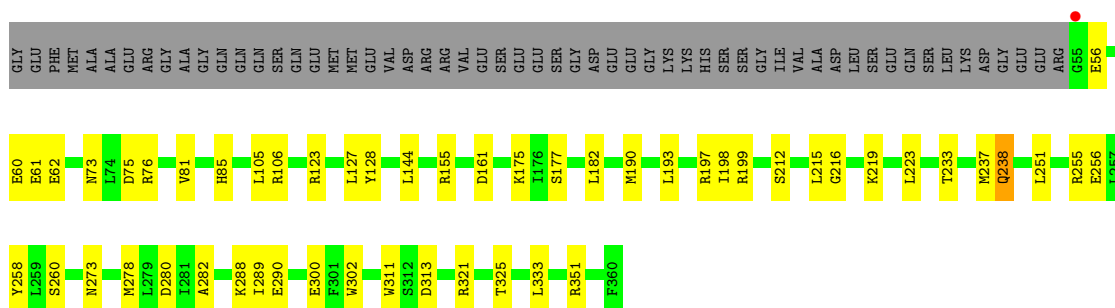 GLY GLU PHE MET ALA ALA GLU ARG GLY ALA GLY GLN GLN GLN SER GLN GLU MET MET GLU VAL ASP ARG ARG VAL GLU SER GLU GLU SER GLY ASP GLU GLU GLY LYS LYS HIS SER SER GLY ILE VAL ALA ASP LEU SER GLU GLN SER LEU LYS ASP GLY GLU GLU ARG G55 E56
E60 E61 E62 N73 L74 D75 R76 V81 H85 L105 R106 R123 L127 Y128 L144 R155 D161 K175 I176 S177 L182 M190 L193 R197 I198 R199 S212 L215 G216 K219 L223 T233 M237 Q238 L251 R255 E256 L257
Y258 L259 S260 N273 M278 L279 D280 I281 A282 K288 I289 E290 E300 F301 W302 W311 S312 D313 R321 T325 L333 R351 F360